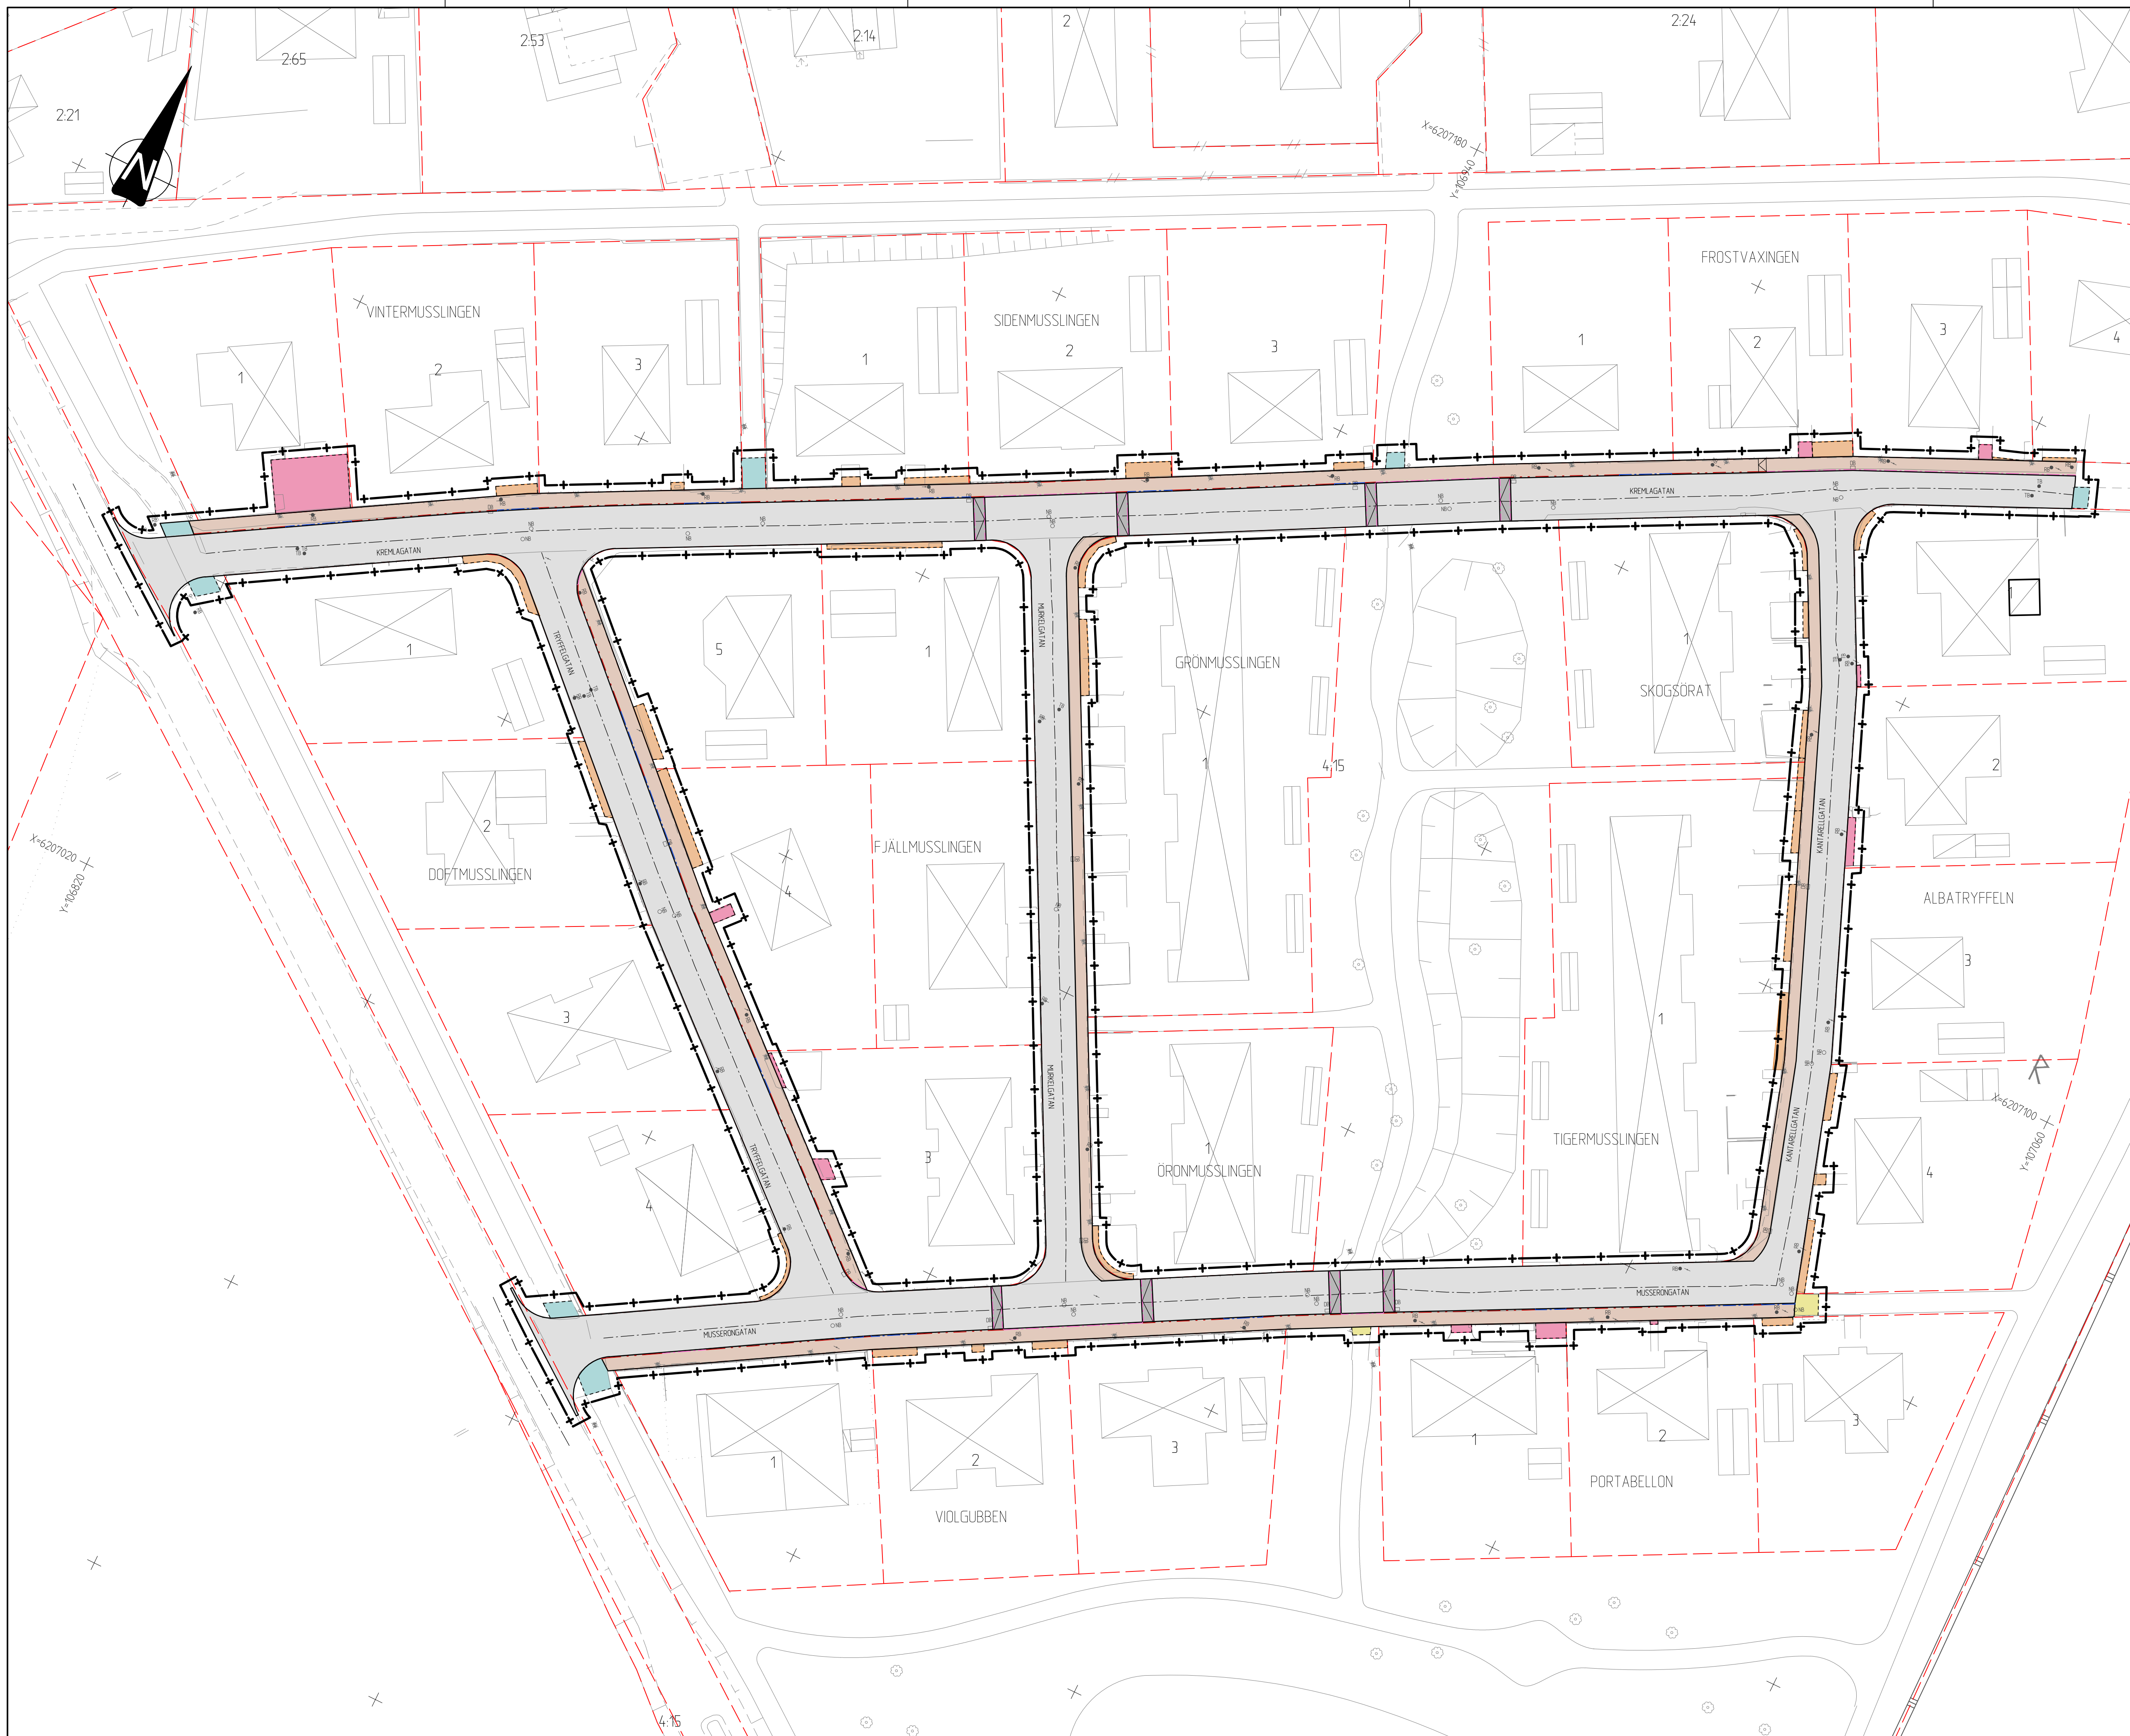 2:65
2:53
2:14
2
2:24
2:21
N
X=6207180
Y=106940
VINTERMUSSLINGEN
SIDENMUSSLINGEN
FROSTVAXINGEN
1
2
3
1
2
3
1
2
3
4
KREMLAGATAN
KREMLAGATAN
TRYFFELGATAN
MURKELGATAN
1
5
1
GRÖNMUSSLINGEN
1
SKOGSÖRAT
1
1
2
4:15
2
DOFTMUSSLINGEN
FJÄLLMUSSLINGEN
4
X=6207020
Y=106820
KANTARELLGATAN
ALBATRYFFELN
3
3
1
MURKELGATAN
TRYFFELGATAN
3
4
1
ÖRONMUSSLINGEN
TIGERMUSSLINGEN
KANTARELLGATAN
X=6207100
Y=107060
4
MUSSERONGATAN
MUSSERONGATAN
1
2
3
1
2
3
VIOLGUBBEN
PORTABELLON
4:15